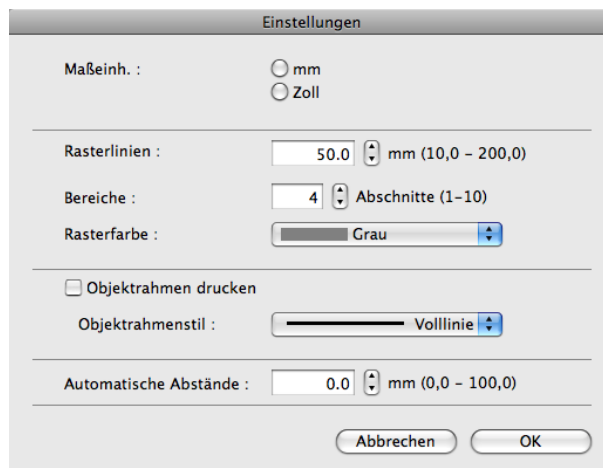 Einstellungen
Maßeinh. : mm
Zoll
Rasterlinien : 50.0 mm (10,0 – 200,0)
Bereiche : 4 Abschnitte (1–10)
Rasterfarbe : Grau
Objektrahmen drucken
Objektrahmenstil : Volllinie
Automatische Abstände : 0.0 mm (0,0 – 100,0)
Abbrechen OK